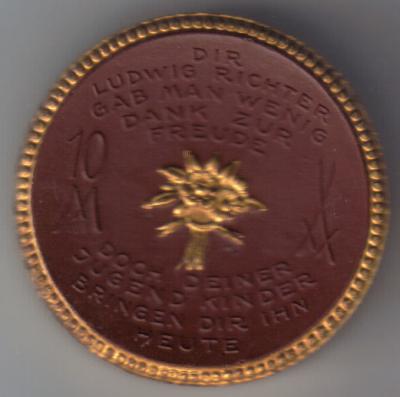 DIR
LUDWIG RICHTER
GAB MAN WENIG
DANK ZUR
FREUDE
10
M
DOCH DEINER
JUGEND KINDER
BRINGEN DIR IHN
HEUTE